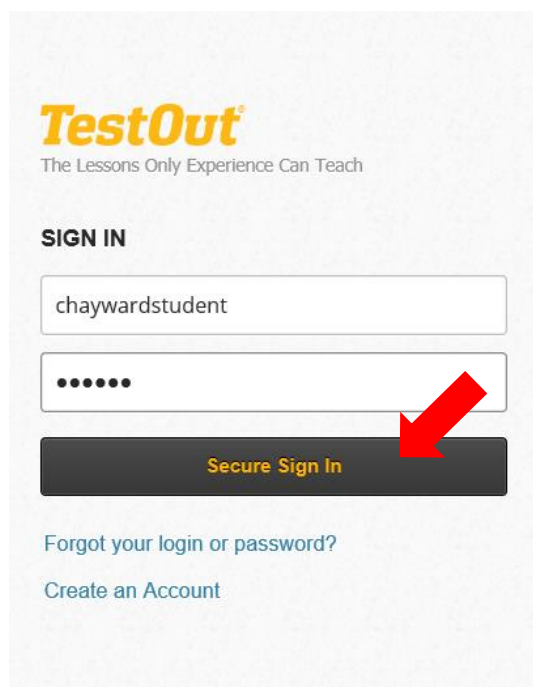 TestOut®
The Lessons Only Experience Can Teach
SIGN IN
chaywardstudent
••••••
Secure Sign In
Forgot your login or password?
Create an Account